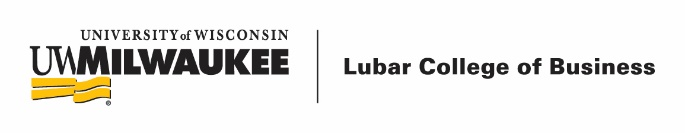 UNIVERSITY of WISCONSIN
UWMILWAUKEE
®
Lubar College of Business